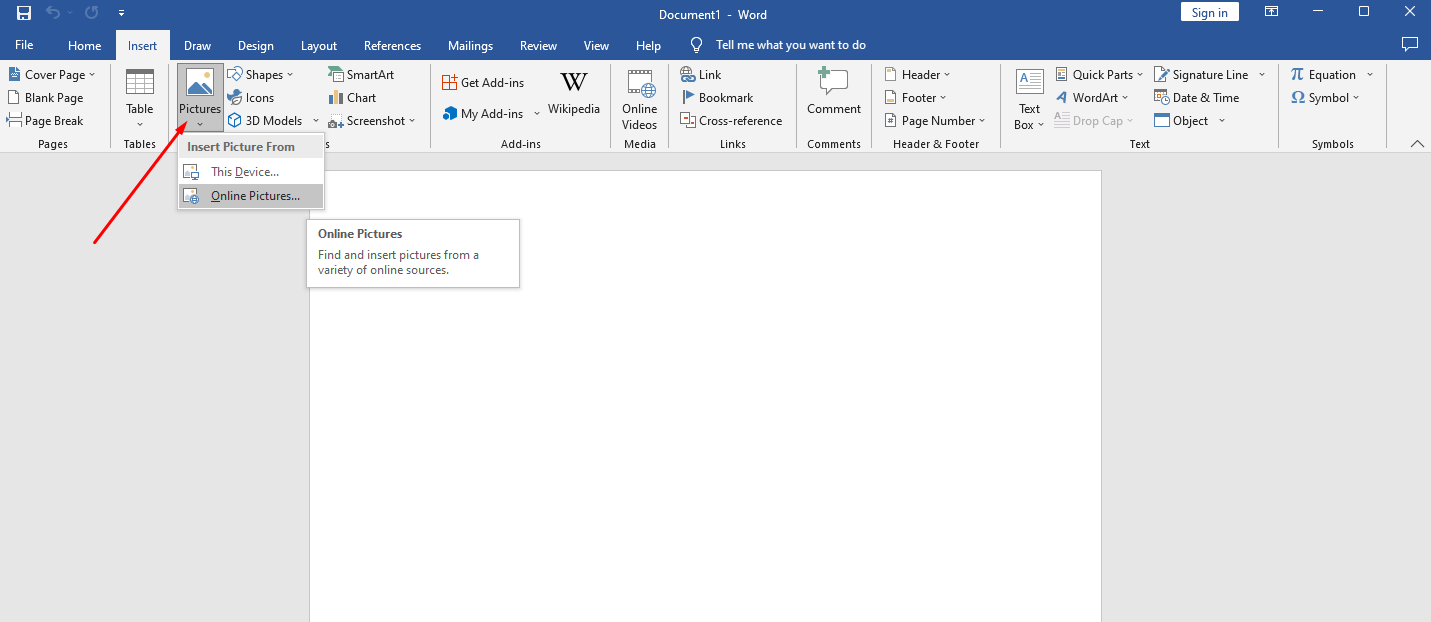 Document1 - Word
Sign in
File Home Insert Draw Design Layout References Mailings Review View Help Tell me what you want to do
Cover Page
Blank Page
Page Break
Pages
Table
Tables
Pictures
Shapes
Icons
3D Models
SmartArt
Chart
Screenshot
s
Get Add-ins
My Add-ins
W
Wikipedia
Add-ins
Online
Videos
Media
Link
Bookmark
Cross-reference
Links
Comment
Comments
Header
Footer
Page Number
Header & Footer
Text
Box
Quick Parts
WordArt
Drop Cap
Signature Line
Date & Time
Object
Text
π Equation
Ω Symbol
Symbols
Insert Picture From
This Device...
Online Pictures...
Online Pictures
Find and insert pictures from a
variety of online sources.